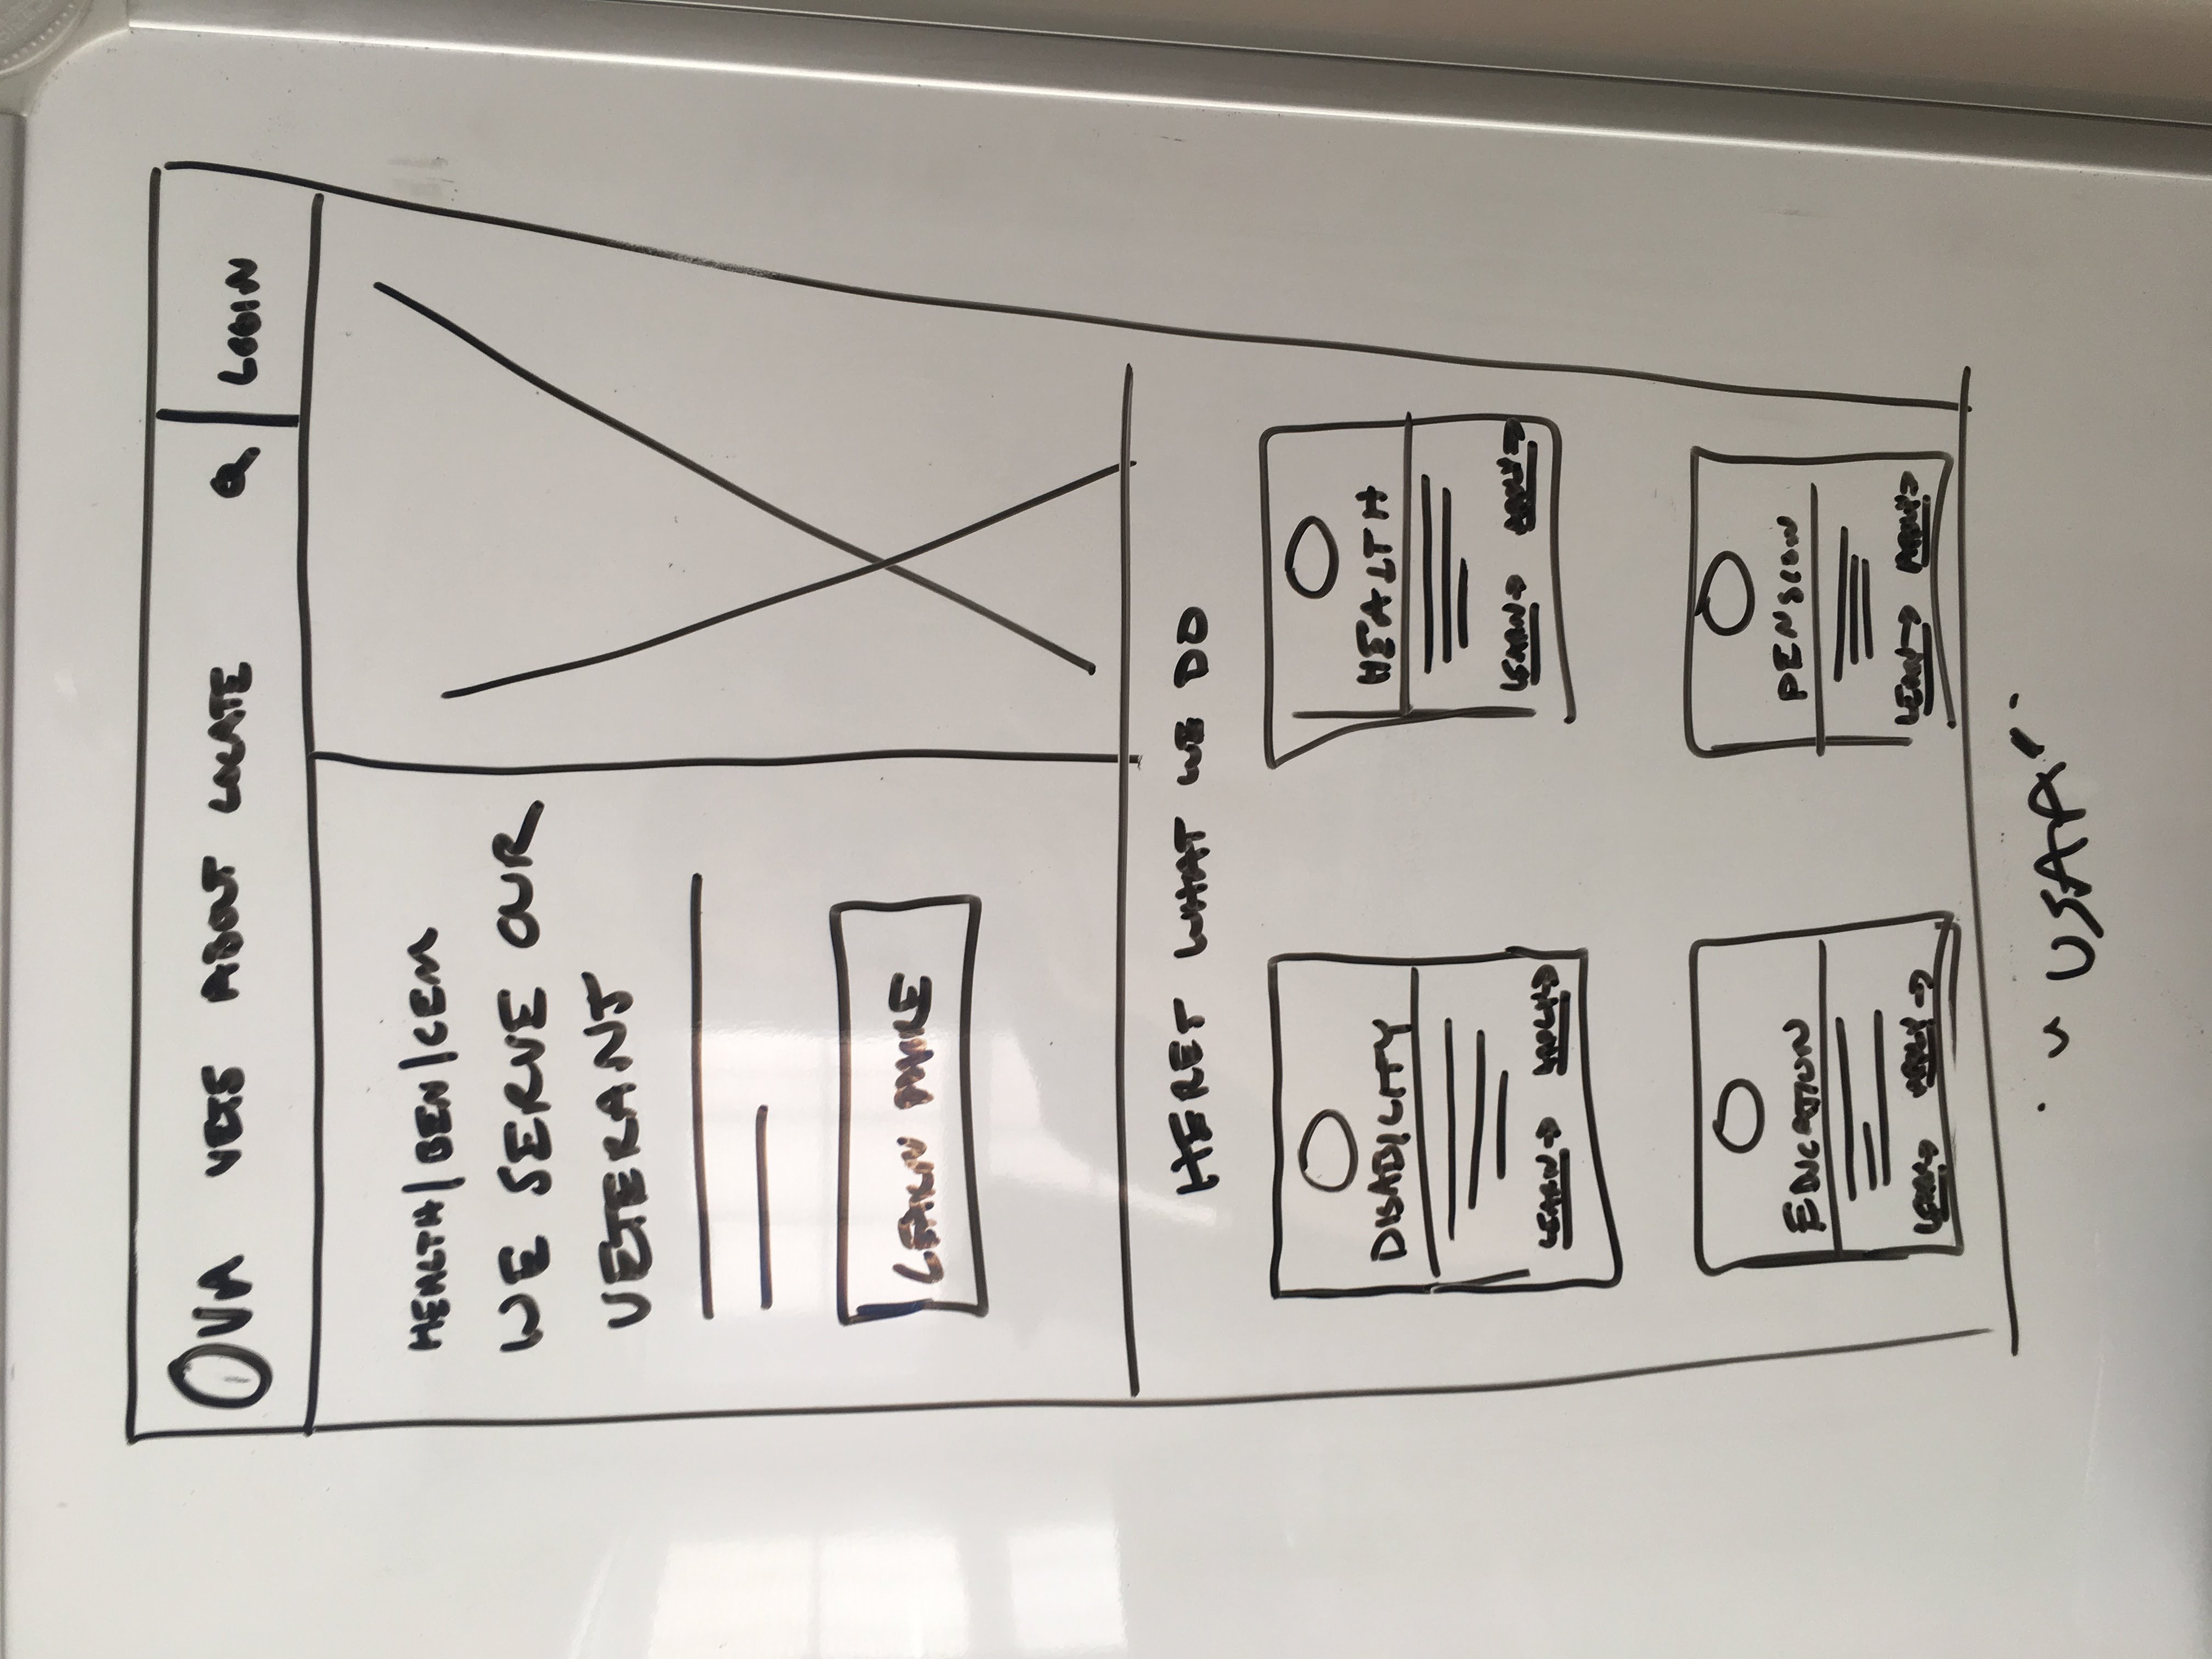 VA VETS ABOUT LOCATE LOGIN
HEALTH/BEN/CEM
WE SERVE OUR
VETERANS
LEARN MORE
HERES WHAT WE DO
DISABILITY
LEARN → APPLY →
HEALTH
LEARN → APPLY →
EDUCATION
LEARN → APPLY →
PENSION
LEARN → APPLY →
"USAA"